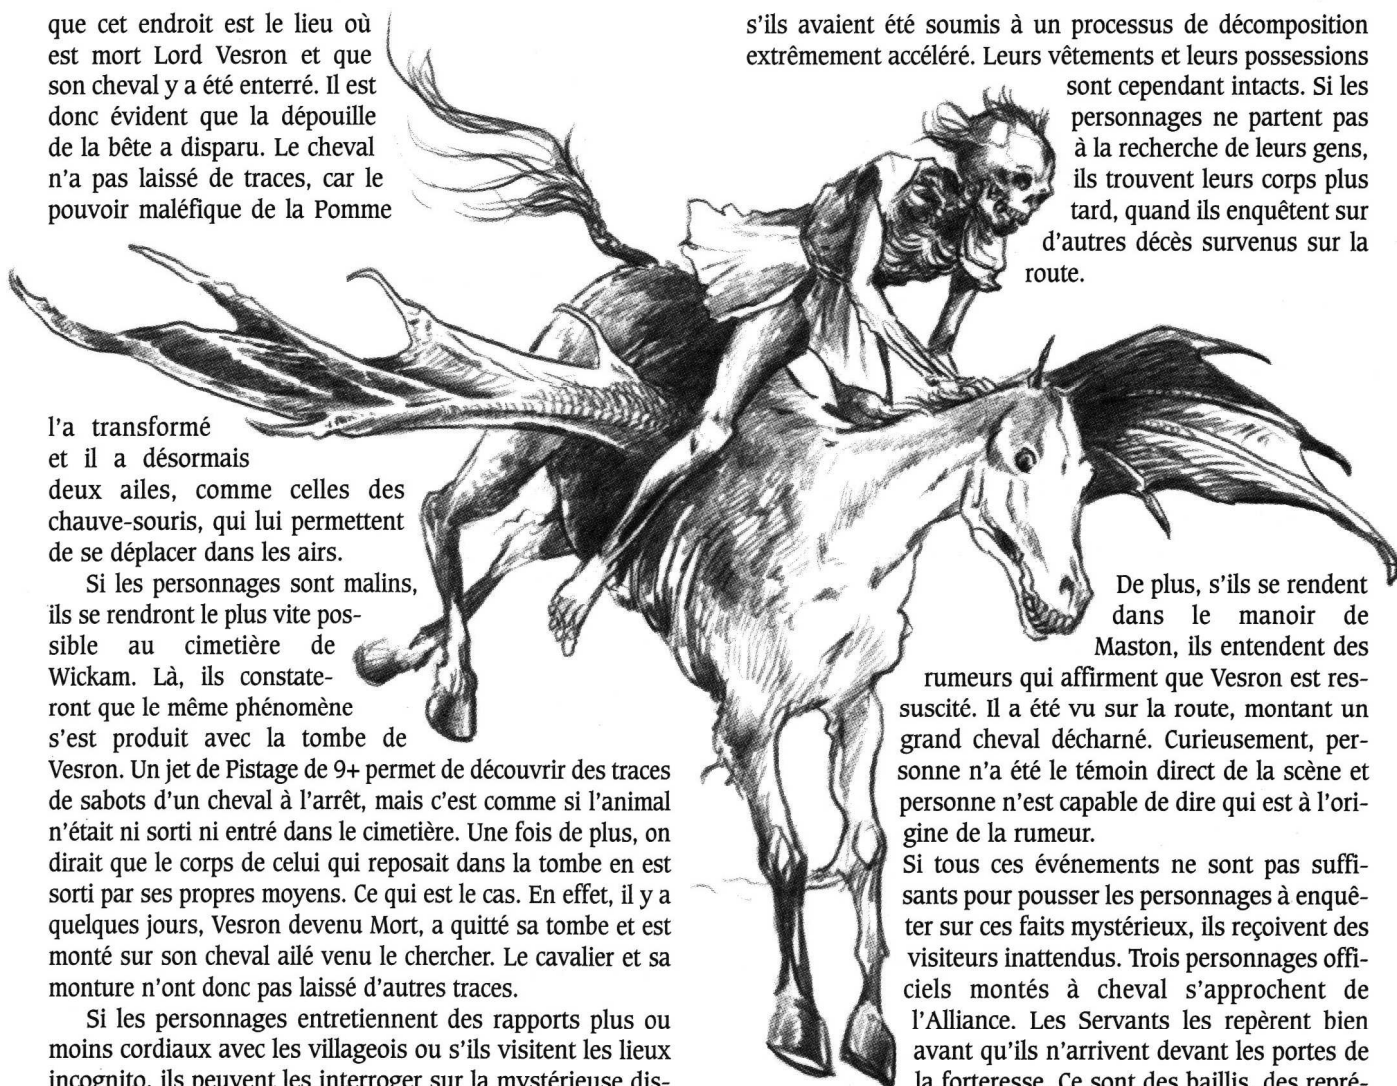 que cet endroit est le lieu où
est mort Lord Vesron et que
son cheval y a été enterré. Il est
donc évident que la dépouille
de la bête a disparu. Le cheval
n'a pas laissé de traces, car le
pouvoir maléfique de la Pomme
l'a transformé
et il a désormais
deux ailes, comme celles des
chauve-souris, qui lui permettent
de se déplacer dans les airs.
Si les personnages sont malins,
ils se rendront le plus vite pos-
sible au cimetière de
Wickam. Là, ils constate-
ront que le même phénomène
s'est produit avec la tombe de
Vesron. Un jet de Pistage de 9+ permet de découvrir des traces
de sabots d'un cheval à l'arrêt, mais c'est comme si l'animal
n'était ni sorti ni entré dans le cimetière. Une fois de plus, on
dirait que le corps de celui qui reposait dans la tombe en est
sorti par ses propres moyens. Ce qui est le cas. En effet, il y a
quelques jours, Vesron devenu Mort, a quitté sa tombe et est
monté sur son cheval ailé venu le chercher. Le cavalier et sa
monture n'ont donc pas laissé d'autres traces.
Si les personnages entretiennent des rapports plus ou
moins cordiaux avec les villageois ou s'ils visitent les lieux
incognito, ils peuvent les interroger sur la mystérieuse dis-
s'ils avaient été soumis à un processus de décomposition
extrêmement accéléré. Leurs vêtements et leurs possessions
sont cependant intacts. Si les
personnages ne partent pas
à la recherche de leurs gens,
ils trouvent leurs corps plus
tard, quand ils enquêtent sur
d'autres décès survenus sur la
route.
De plus, s'ils se rendent
dans le manoir de
Maston, ils entendent des
rumeurs qui affirment que Vesron est res-
suscité. Il a été vu sur la route, montant un
grand cheval décharné. Curieusement, per-
sonne n'a été le témoin direct de la scène et
personne n'est capable de dire qui est à l'ori-
gine de la rumeur.
Si tous ces événements ne sont pas suffi-
sants pour pousser les personnages à enquê-
ter sur ces faits mystérieux, ils reçoivent des
visiteurs inattendus. Trois personnages offi-
ciels montés à cheval s'approchent de
l'Alliance. Les Servants les repèrent bien
avant qu'ils n'arrivent devant les portes de
la forteresse. Ce sont des baillis, des repré-